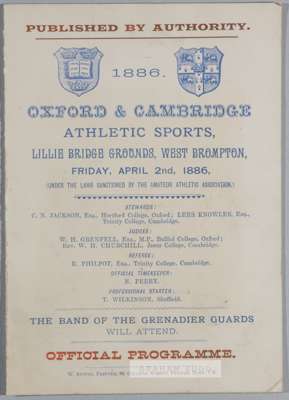 PUBLISHED BY AUTHORITY.
1886.
OXFORD & CAMBRIDGE
ATHLETIC SPORTS,
LILLIE BRIDGE GROUNDS, WEST BROMPTON,
FRIDAY, APRIL 2nd, 1886.
(UNDER THE LAWS SANCTIONED BY THE AMATEUR ATHLETIC ASSOCIATION.)
STEWARDS:
C. N. JACKSON, Esq., Hertford College, Oxford; LEES KNOWLES, Esq.,
Trinity College, Cambridge.
JUDGES:
W. H. GRENFELL, Esq., M.P., Balliol College, Oxford;
Rev. W. H. CHURCHILL, Jesus College, Cambridge.
REFEREE:
E. PHILPOT, Esq., Trinity College, Cambridge.
OFFICIAL TIMEKEEPER:
R. PERRY.
PROFESSIONAL STARTER:
T. WILKINSON, Sheffield.
THE BAND OF THE GRENADIER GUARDS
WILL ATTEND.
OFFICIAL PROGRAMME.
GRAHAM BUDD